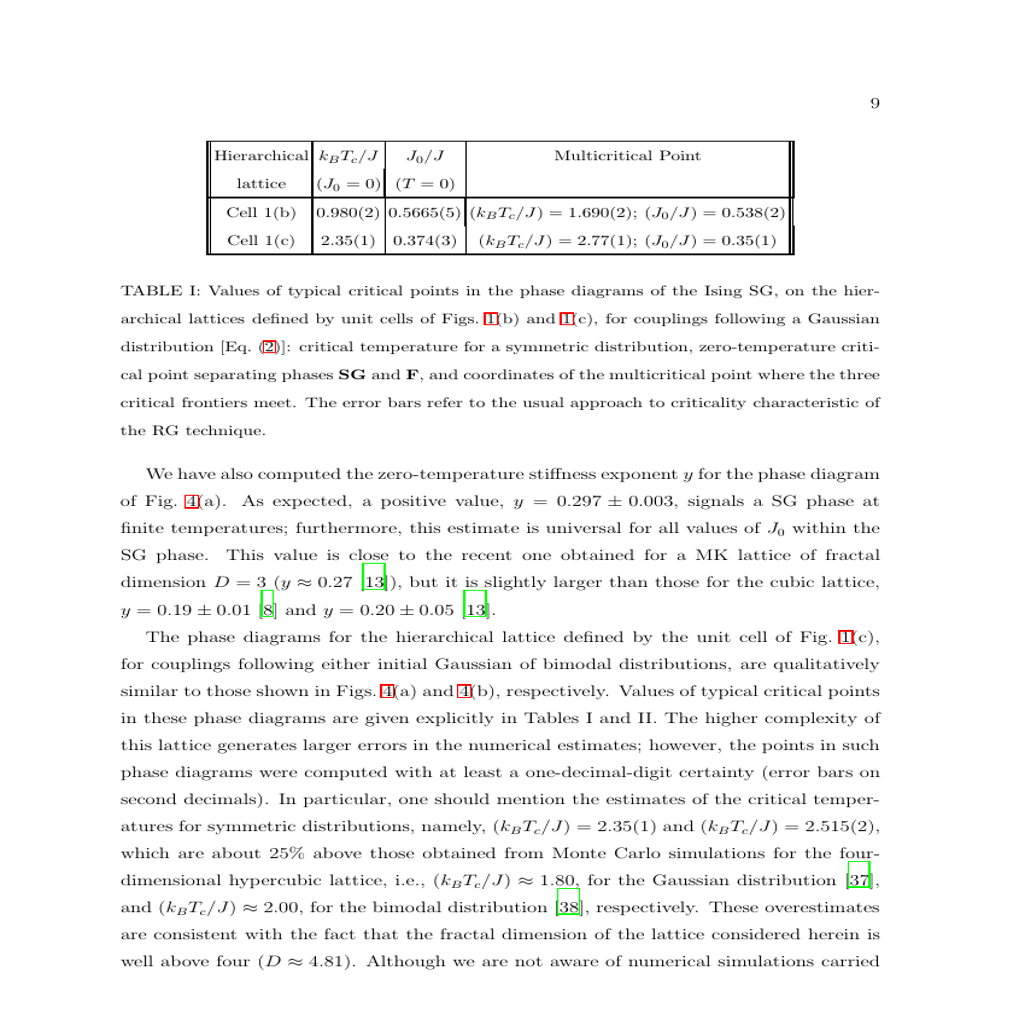 9
Hierarchical k_BT_c/J J_0/J Multicritical Point
lattice (J_0 = 0) (T = 0)
Cell 1(b) 0.980(2) 0.5665(5) (k_BT_c/J) = 1.690(2); (J_0/J) = 0.538(2)
Cell 1(c) 2.35(1) 0.374(3) (k_BT_c/J) = 2.77(1); (J_0/J) = 0.35(1)
TABLE I: Values of typical critical points in the phase diagrams of the Ising SG, on the hier-
archical lattices defined by unit cells of Figs. 1(b) and 1(c), for couplings following a Gaussian
distribution [Eq. (2)]: critical temperature for a symmetric distribution, zero-temperature criti-
cal point separating phases SG and F, and coordinates of the multicritical point where the three
critical frontiers meet. The error bars refer to the usual approach to criticality characteristic of
the RG technique.
We have also computed the zero-temperature stiffness exponent y for the phase diagram
of Fig. 4(a). As expected, a positive value, y = 0.297 ± 0.003, signals a SG phase at
finite temperatures; furthermore, this estimate is universal for all values of J_0 within the
SG phase. This value is close to the recent one obtained for a MK lattice of fractal
dimension D = 3 (y ≈ 0.27 [13]), but it is slightly larger than those for the cubic lattice,
y = 0.19 ± 0.01 [8] and y = 0.20 ± 0.05 [13].
The phase diagrams for the hierarchical lattice defined by the unit cell of Fig. 1(c),
for couplings following either initial Gaussian of bimodal distributions, are qualitatively
similar to those shown in Figs. 4(a) and 4(b), respectively. Values of typical critical points
in these phase diagrams are given explicitly in Tables I and II. The higher complexity of
this lattice generates larger errors in the numerical estimates; however, the points in such
phase diagrams were computed with at least a one-decimal-digit certainty (error bars on
second decimals). In particular, one should mention the estimates of the critical temper-
atures for symmetric distributions, namely, (k_BT_c/J) = 2.35(1) and (k_BT_c/J) = 2.515(2),
which are about 25% above those obtained from Monte Carlo simulations for the four-
dimensional hypercubic lattice, i.e., (k_BT_c/J) ≈ 1.80, for the Gaussian distribution [37],
and (k_BT_c/J) ≈ 2.00, for the bimodal distribution [38], respectively. These overestimates
are consistent with the fact that the fractal dimension of the lattice considered herein is
well above four (D ≈ 4.81). Although we are not aware of numerical simulations carried